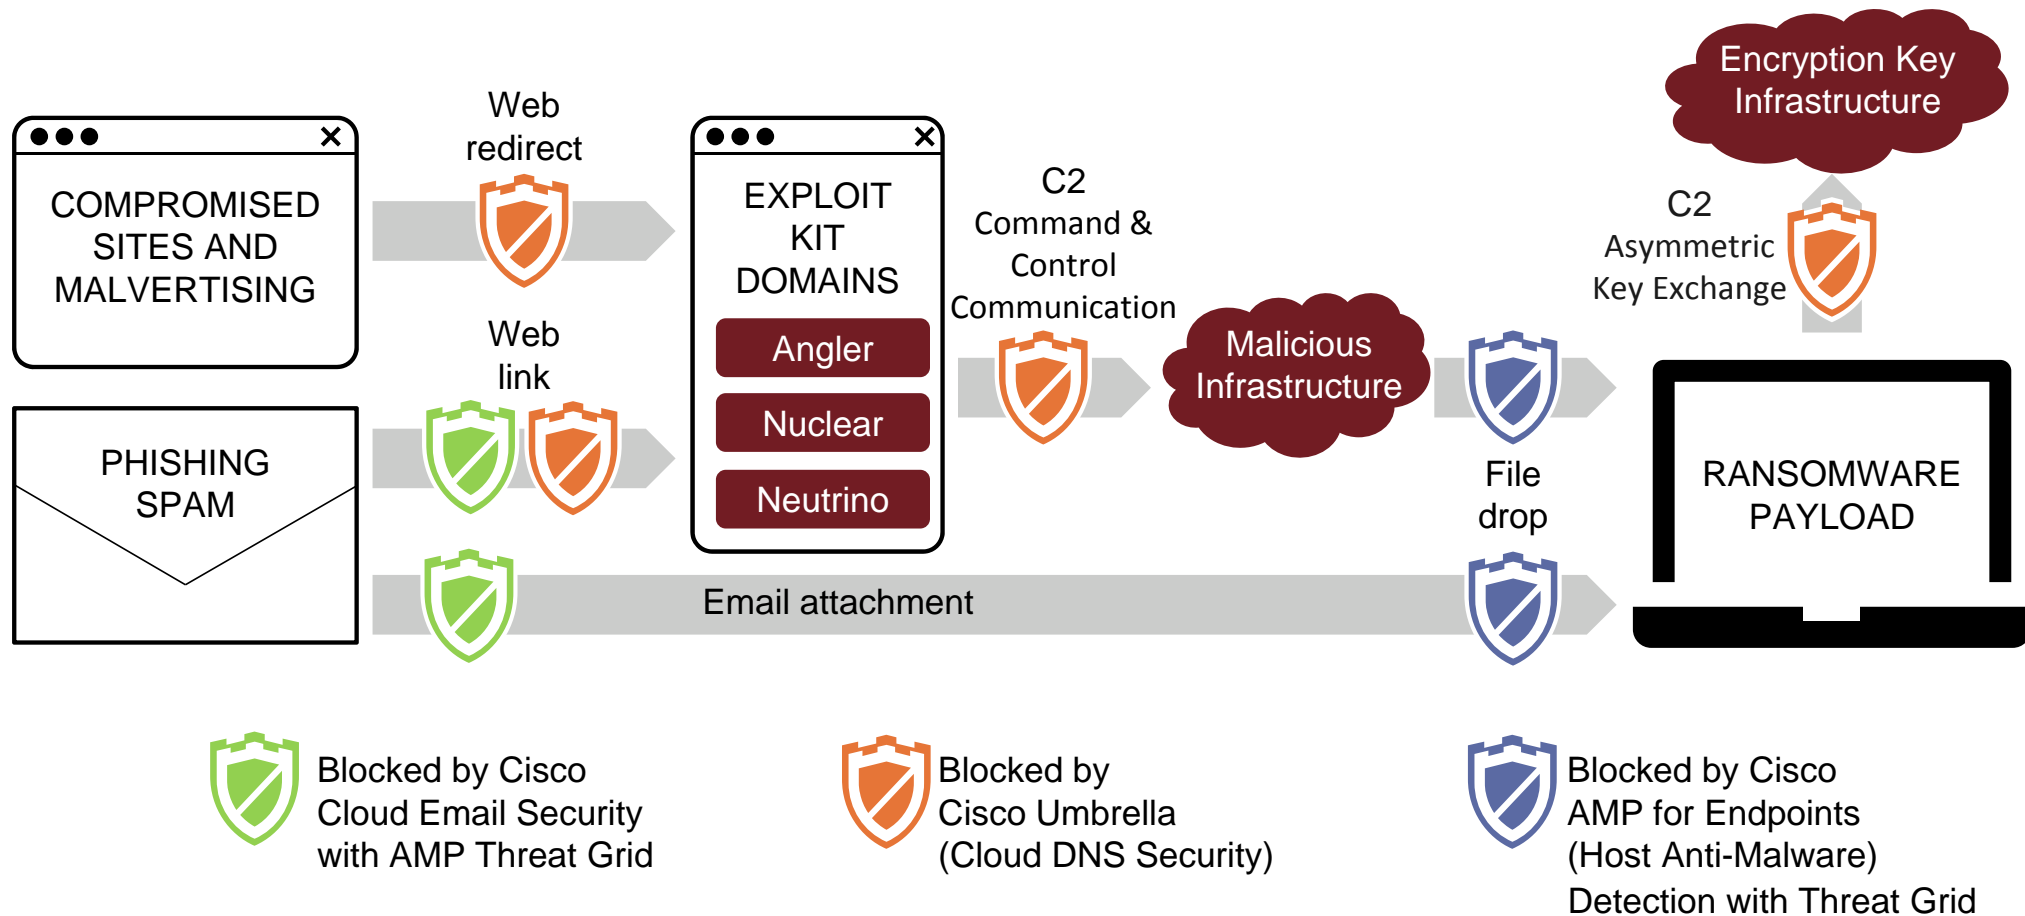 Encryption Key
Infrastructure
Web
redirect
COMPROMISED
SITES AND
MALVERTISING
EXPLOIT
KIT
DOMAINS
Angler
Nuclear
Neutrino
C2
Command &
Control
Communication
C2
Asymmetric
Key Exchange
Web
link
Malicious
Infrastructure
PHISHING
SPAM
File
drop
RANSOMWARE
PAYLOAD
Email attachment
Blocked by Cisco
Cloud Email Security
with AMP Threat Grid
Blocked by
Cisco Umbrella
(Cloud DNS Security)
Blocked by Cisco
AMP for Endpoints
(Host Anti-Malware)
Detection with Threat Grid